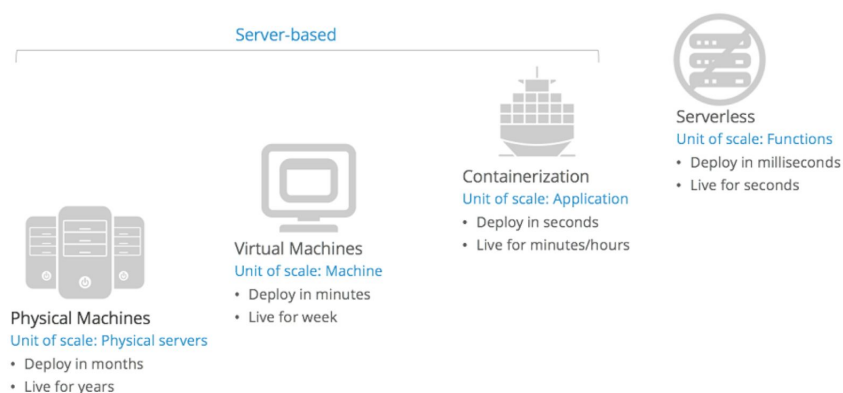 Server-based
Serverless
Unit of scale: Functions
• Deploy in milliseconds
• Live for seconds
Containerization
Unit of scale: Application
• Deploy in seconds
• Live for minutes/hours
Virtual Machines
Unit of scale: Machine
• Deploy in minutes
• Live for week
Physical Machines
Unit of scale: Physical servers
• Deploy in months
• Live for years